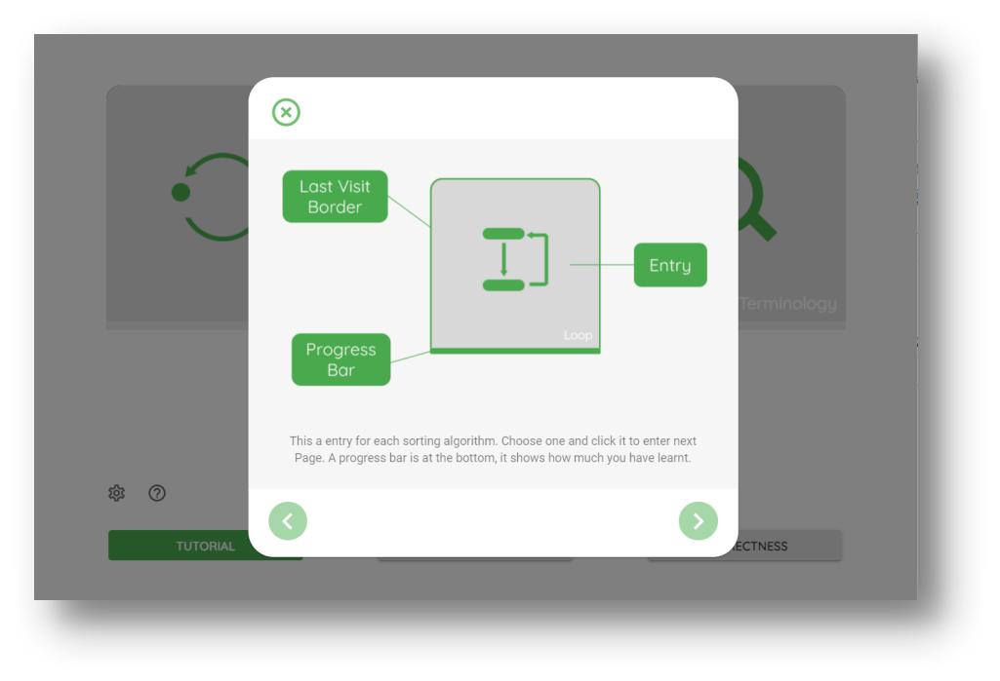 Last Visit
Border
Entry
Loop
Progress
Bar
Terminology
This a entry for each sorting algorithm. Choose one and click it to enter next
Page. A progress bar is at the bottom, it shows how much you have learnt.
TUTORIAL
ECTNESS